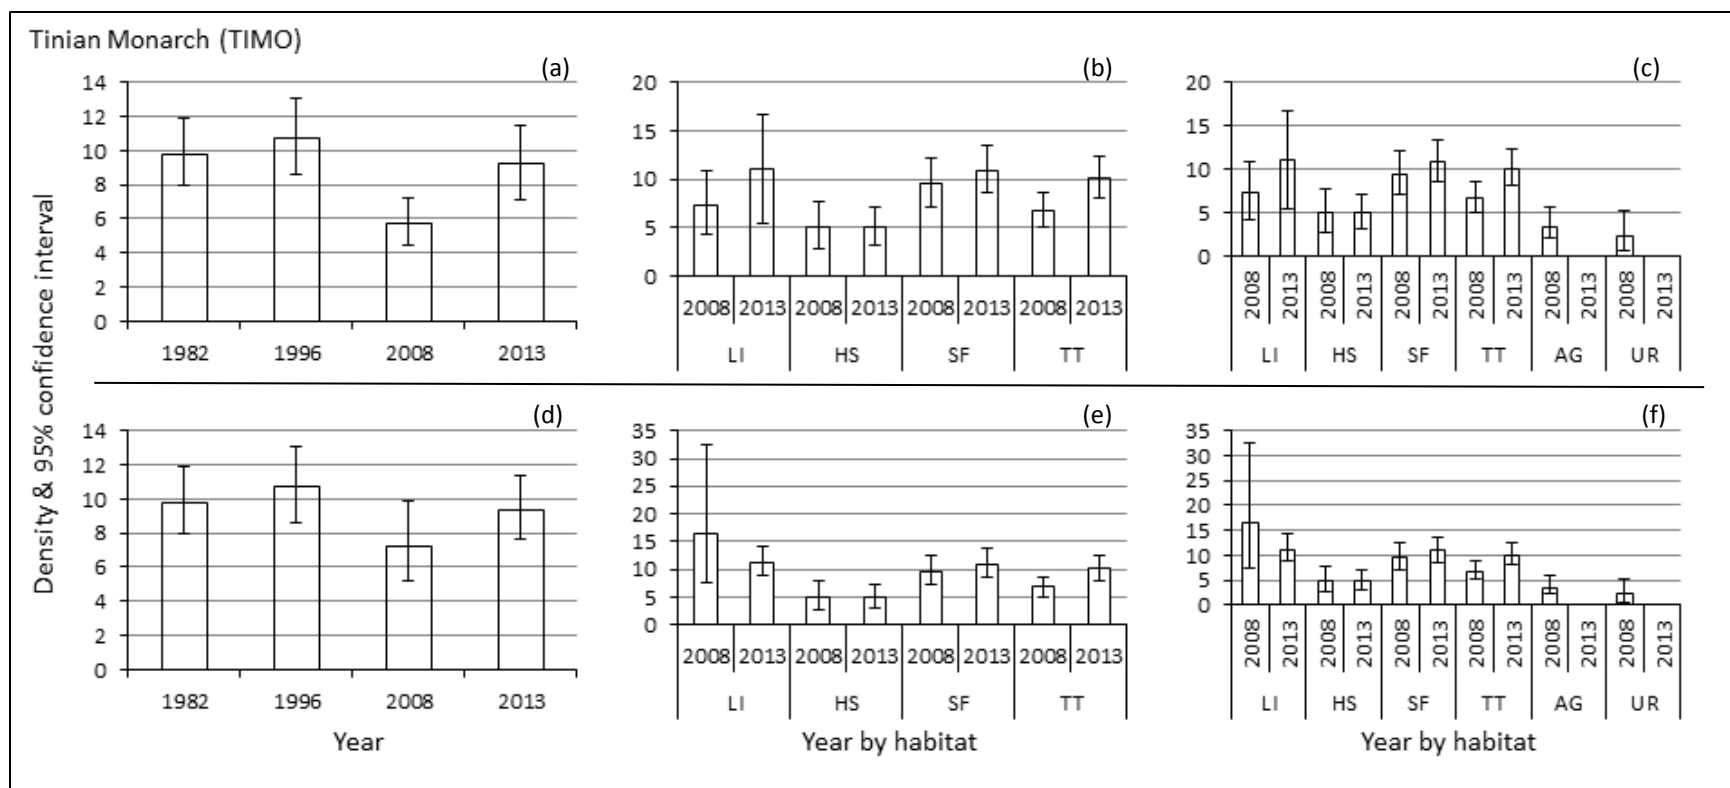 Tinian Monarch (TIMO)
Density & 95% confidence interval
(a)
14
12
10
8
6
4
2
0
1982 1996 2008 2013
(b)
20
15
10
5
0
2008 2013 2008 2013 2008 2013 2008 2013
LI HS SF TT
(c)
20
15
10
5
0
2008 2013 2008 2013 2008 2013 2008 2013 2008 2013 2008 2013
LI HS SF TT AG UR
(d)
14
12
10
8
6
4
2
0
1982 1996 2008 2013
Year
(e)
35
30
25
20
15
10
5
0
2008 2013 2008 2013 2008 2013 2008 2013
LI HS SF TT
Year by habitat
(f)
35
30
25
20
15
10
5
0
2008 2013 2008 2013 2008 2013 2008 2013 2008 2013 2008 2013
LI HS SF TT AG UR
Year by habitat